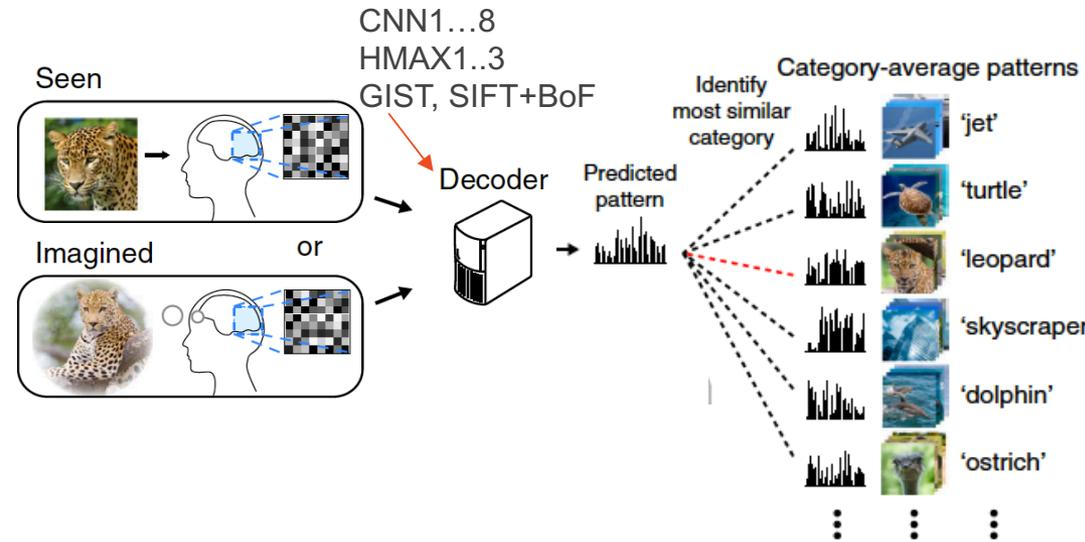 CNN1…8
HMAX1..3
GIST, SIFT+BoF
Seen
Imagined
or
Decoder
Predicted
pattern
Identify
most similar
category
Category-average patterns
‘jet’
‘turtle’
‘leopard’
‘skyscraper
‘dolphin’
‘ostrich’